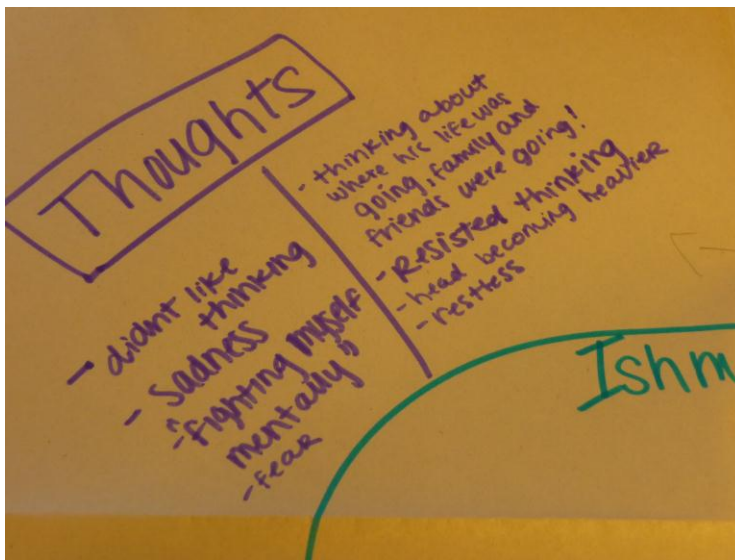 Thoughts
- didnt like
thinking
- Sadness
- "fighting myself
mentally"
- fear
- thinking about
where his life was
going, family and
friends were going!
- Resisted thinking
- head becoming heavier
- restless
Ishm